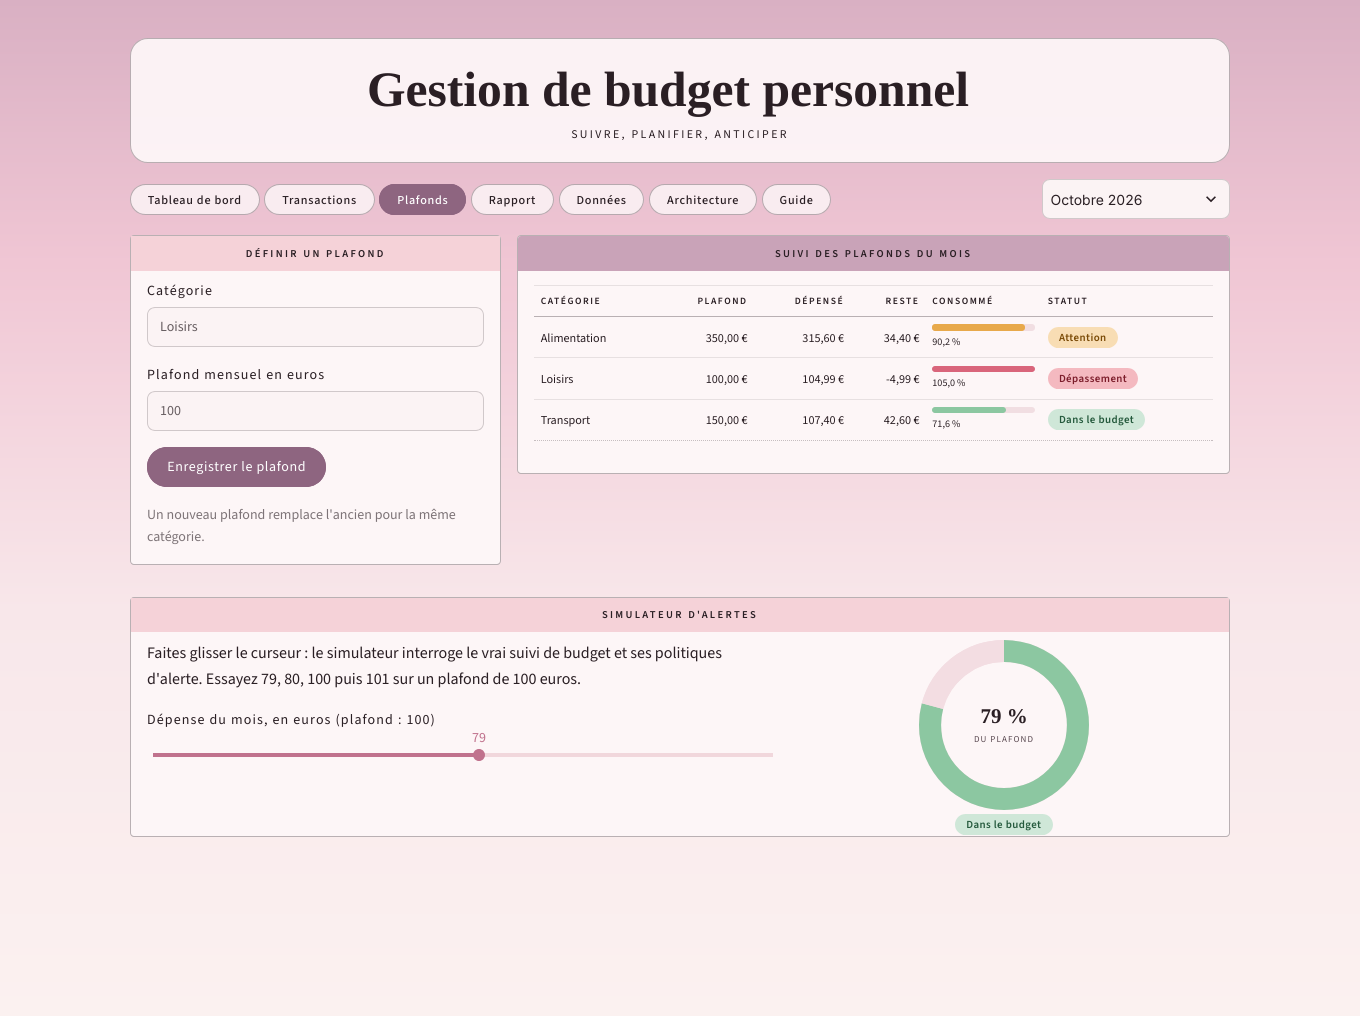 Gestion de budget personnel
SUIVRE, PLANIFIER, ANTICIPER
Tableau de bord Transactions Plafonds Rapport Données Architecture Guide Octobre 2026
DÉFINIR UN PLAFOND
Catégorie
Loisirs
Plafond mensuel en euros
100
Enregistrer le plafond
Un nouveau plafond remplace l'ancien pour la même
catégorie.
SUIVI DES PLAFONDS DU MOIS
CATÉGORIE PLAFOND DÉPENSÉ RESTE CONSOMMÉ STATUT
Alimentation 350,00 € 315,60 € 34,40 € 90,2 % Attention
Loisirs 100,00 € 104,99 € -4,99 € 105,0 % Dépassement
Transport 150,00 € 107,40 € 42,60 € 71,6 % Dans le budget
SIMULATEUR D'ALERTES
Faites glisser le curseur : le simulateur interroge le vrai suivi de budget et ses politiques
d'alerte. Essayez 79, 80, 100 puis 101 sur un plafond de 100 euros.
Dépense du mois, en euros (plafond : 100)
79
79 %
DU PLAFOND
Dans le budget